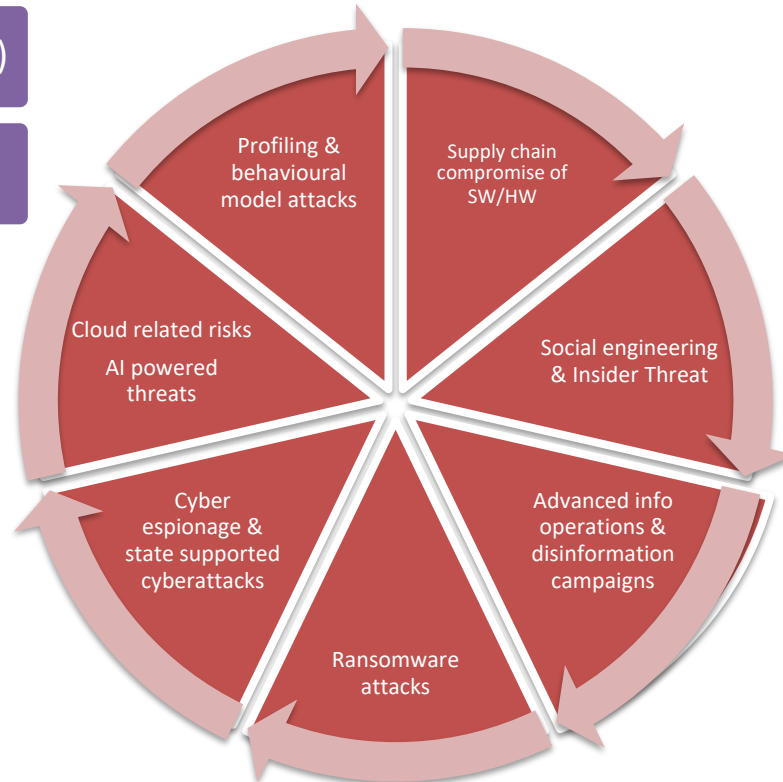 )
Profiling &
behavioural
model attacks
Supply chain
compromise of
SW/HW
Social engineering
& Insider Threat
Advanced info
operations &
disinformation
campaigns
Ransomware
attacks
Cyber
espionage &
state supported
cyberattacks
Cloud related risks
AI powered
threats